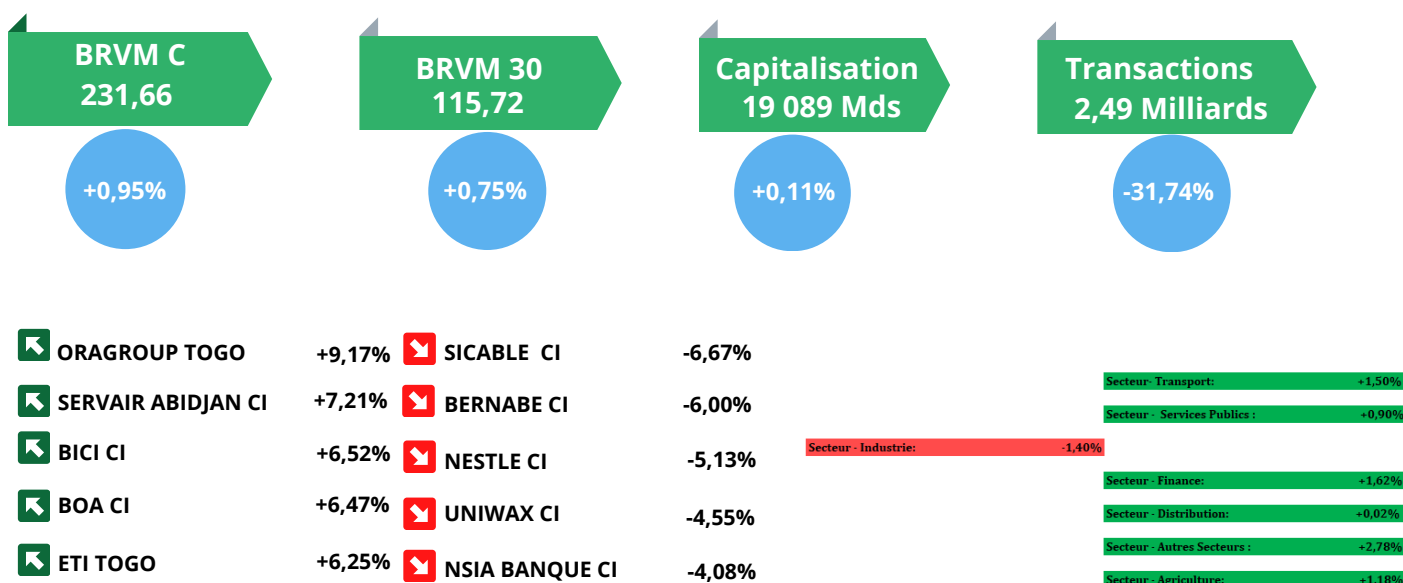 BRVM C
231,66
+0,95%
BRVM 30
115,72
+0,75%
Capitalisation
19 089 Mds
+0,11%
Transactions
2,49 Milliards
-31,74%
ORAGROUP TOGO +9,17%
SERVAIR ABIDJAN CI +7,21%
BICI CI +6,52%
BOA CI +6,47%
ETI TOGO +6,25%
SICABLE CI -6,67%
BERNABE CI -6,00%
NESTLE CI -5,13%
UNIWAX CI -4,55%
NSIA BANQUE CI -4,08%
Secteur- Transport: +1,50%
Secteur - Services Publics : +0,90%
Secteur - Industrie: -1,40%
Secteur - Finance: +1,62%
Secteur - Distribution: +0,02%
Secteur - Autres Secteurs : +2,78%
Secteur - Agriculture: +1,18%